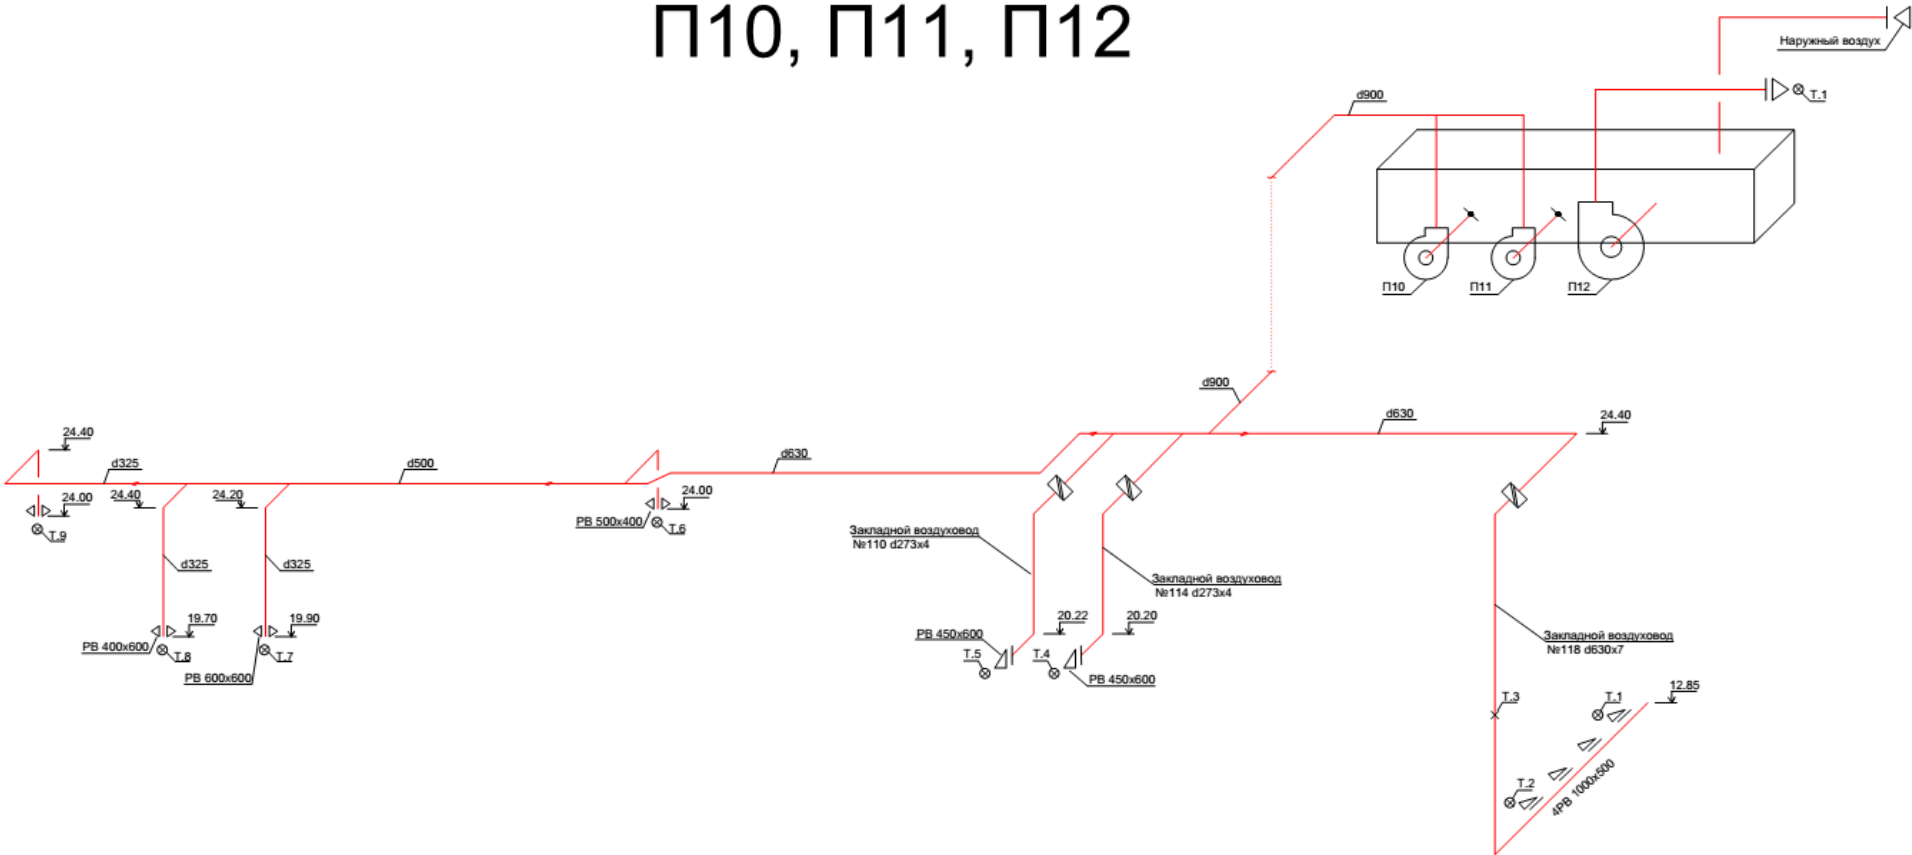 П10, П11, П12
Наружный воздух
d900
Т.1
П10
П11
П12
d900
d630
24.40
24.40
d325
d500
d630
24.40
24.20
24.00
24.00
РВ 500х400
Т.6
Т.9
Закладной воздуховод
№110 d273х4
d325
d325
Закладной воздуховод
№114 d273х4
19.70
19.90
20.22
20.20
РВ 400х600
Т.8
Т.7
РВ 450х600
Т.5
Т.4
Закладной воздуховод
№118 d630х7
РВ 600х600
РВ 450х600
Т.3
Т.1
12.85
Т.2
4РВ 1000х500